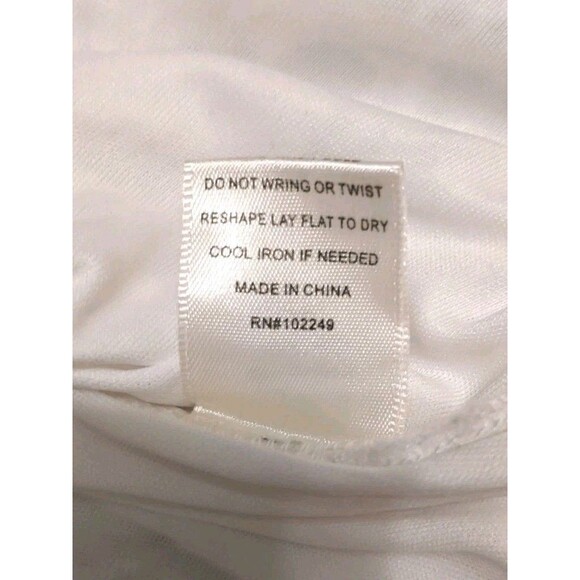 DO NOT WRING OR TWIST
RESHAPE LAY FLAT TO DRY
COOL IRON IF NEEDED
MADE IN CHINA
RN#102249